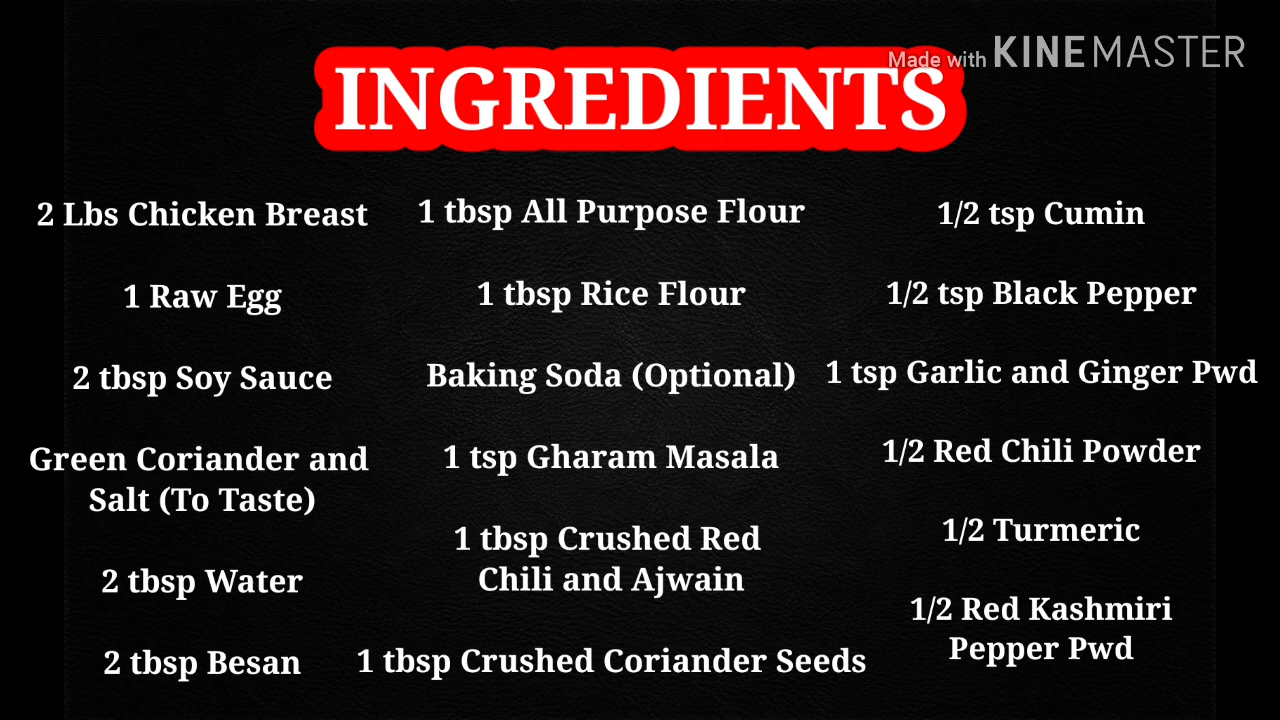 Made with KINEMASTER
INGREDIENTS
2 Lbs Chicken Breast
1 Raw Egg
2 tbsp Soy Sauce
Green Coriander and
Salt (To Taste)
2 tbsp Water
2 tbsp Besan
1 tbsp All Purpose Flour
1 tbsp Rice Flour
Baking Soda (Optional)
1 tsp Gharam Masala
1 tbsp Crushed Red
Chili and Ajwain
1 tbsp Crushed Coriander Seeds
1/2 tsp Cumin
1/2 tsp Black Pepper
1 tsp Garlic and Ginger Pwd
1/2 Red Chili Powder
1/2 Turmeric
1/2 Red Kashmiri
Pepper Pwd